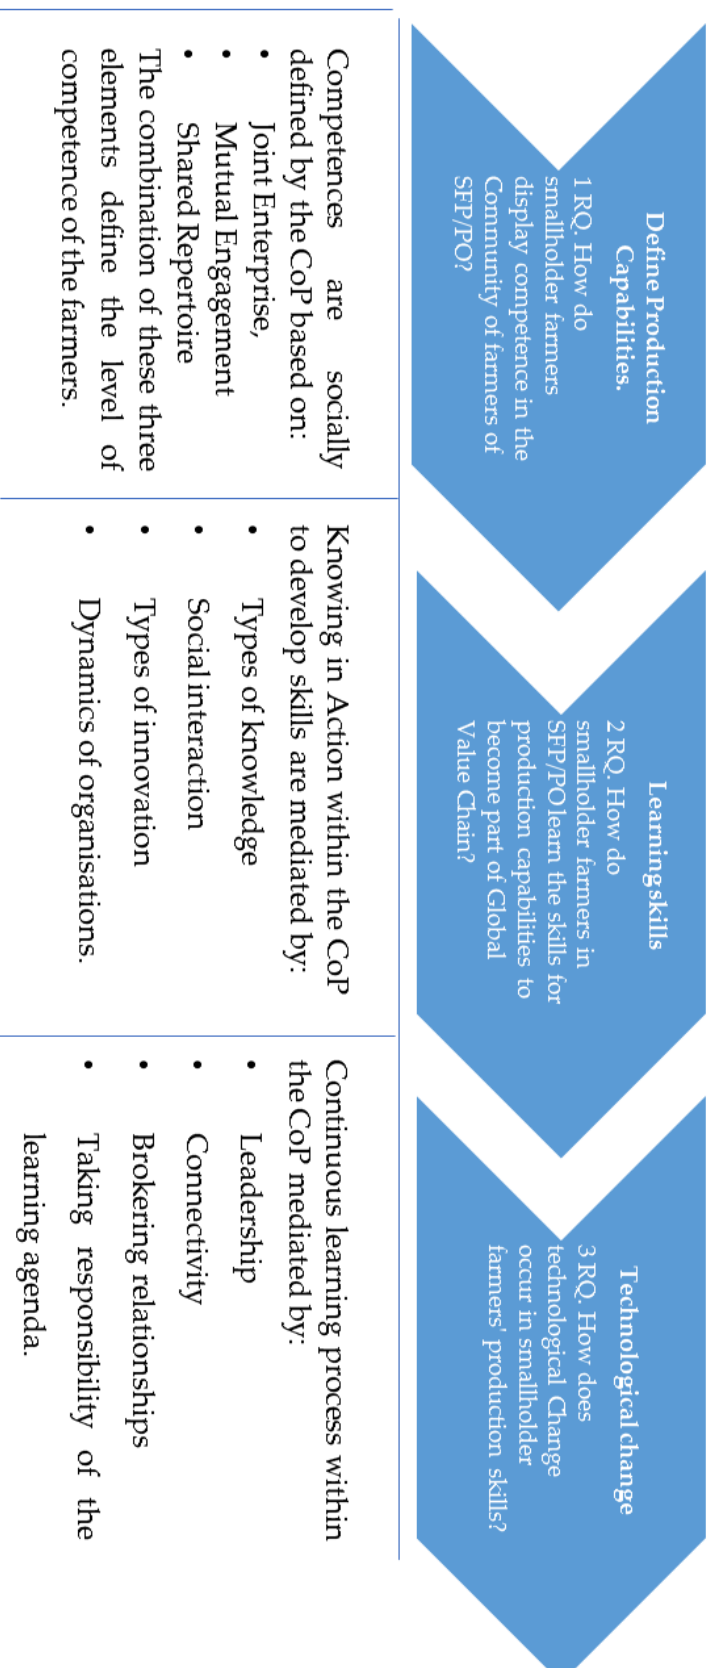 Define Production
Capabilities.
1 RQ. How do
smallholder farmers
display competence in the
Community of farmers of
SFP/PO?
Learning skills
2 RQ. How do
smallholder farmers in
SFP/PO learn the skills for
production capabilities to
become part of Global
Value Chain?
Technological change
3 RQ. How does
technological Change
occur in smallholder
farmers' production skills?
Competences are socially
defined by the CoP based on:
• Joint Enterprise,
• Mutual Engagement
• Shared Repertoire
The combination of these three
elements define the level of
competence of the farmers.
Knowing in Action within the CoP
to develop skills are mediated by:
• Types of knowledge
• Social interaction
• Types of innovation
• Dynamics of organisations.
Continuous learning process within
the CoP mediated by:
• Leadership
• Connectivity
• Brokering relationships
• Taking responsibility of the
learning agenda.